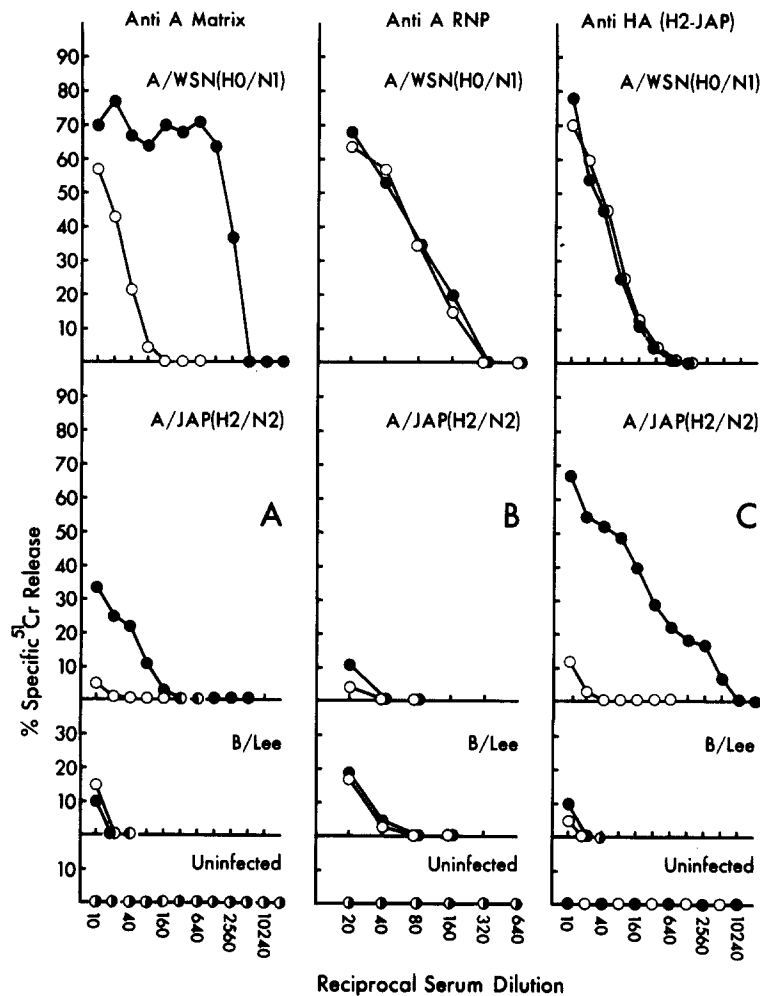 Anti A Matrix
Anti A RNP
Anti HA (H2-JAP)
A/WSN(H0/N1)
A/WSN(H0/N1)
A/WSN(H0/N1)
90
80
70
60
50
40
30
20
10
A/JAP(H2/N2)
A/JAP(H2/N2)
A/JAP(H2/N2)
90
80
70
60
50
40
30
20
10
A
B
C
% Specific ⁵¹Cr Release
B/Lee
B/Lee
B/Lee
30
20
10
Uninfected
Uninfected
Uninfected
10
10 40 160 640 2560 10240
20 40 80 160 320 640
10 40 160 640 2560 10240
Reciprocal Serum Dilution